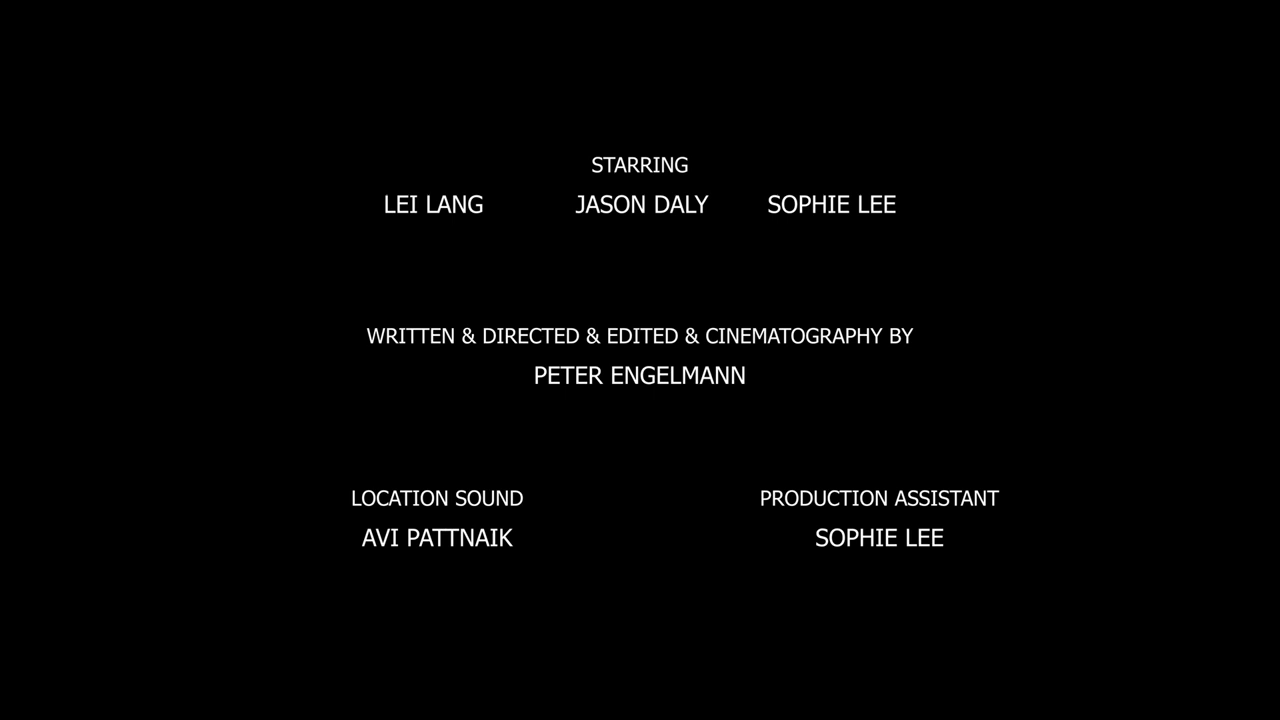 STARRING
LEI LANG JASON DALY SOPHIE LEE
WRITTEN & DIRECTED & EDITED & CINEMATOGRAPHY BY
PETER ENGELMANN
LOCATION SOUND PRODUCTION ASSISTANT
AVI PATTNAIK SOPHIE LEE